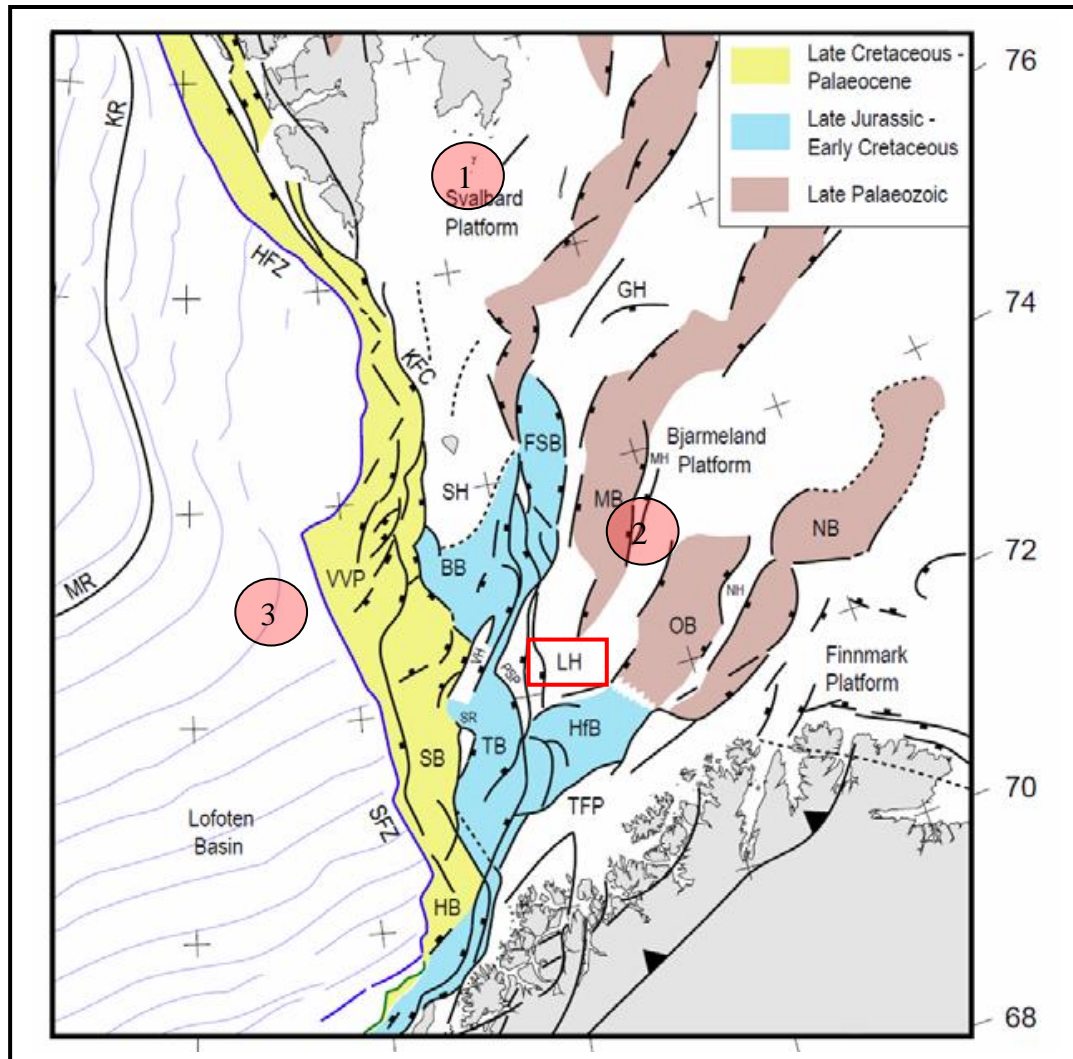 Late Cretaceous -
Palaeocene
Late Jurassic -
Early Cretaceous
Late Palaeozoic
76
74
72
70
68
KR
HFZ
1
Svalbard
Platform
GH
KFC
FSB
Bjarmeland
Platform
MH
SH
MB
2
NB
BB
VVP
MR
3
NH
OB
VH
PSP
LH
Finnmark
Platform
SR
HfB
TB
SB
TFP
SFZ
Lofoten
Basin
HB